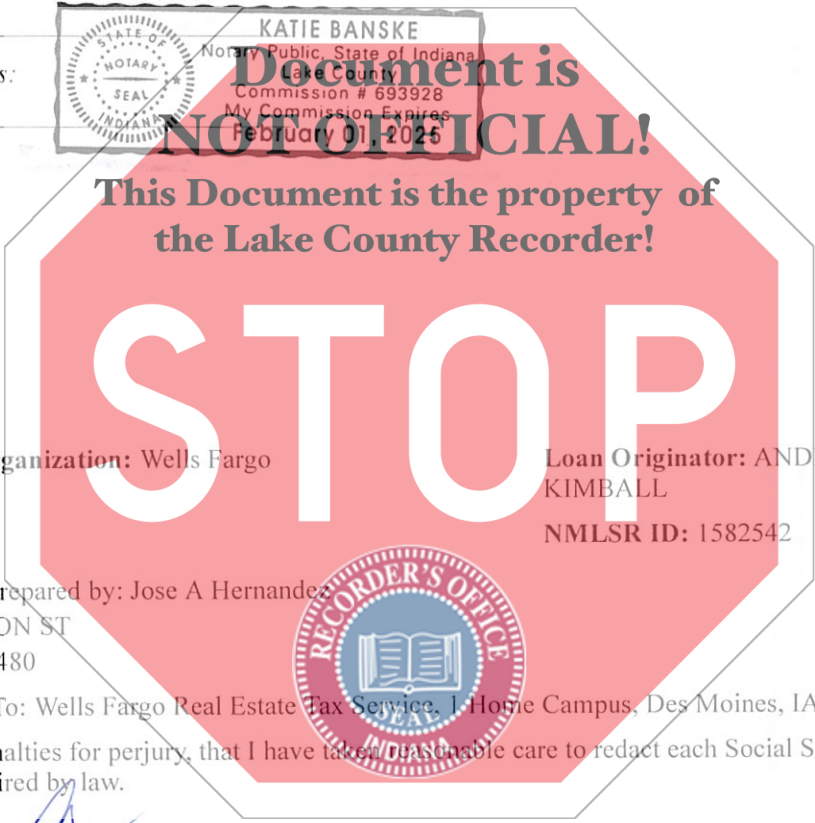 STATE OF
NOTARY
SEAL
INDIANA
KATIE BANSKE
Notary Public, State of Indiana
Lake County
Commission # 693928
My Commission Expires
February 01, 2025
s:
Document is
NOT OFFICIAL!
This Document is the property of
the Lake County Recorder!
STOP
ganization: Wells Fargo
Loan Originator: AND
KIMBALL
NMLSR ID: 1582542
repared by: Jose A Hernandez
ON ST
480
To: Wells Fargo Real Estate Tax Service, 1 Home Campus, Des Moines, IA
RECORDER'S OFFICE
SEAL
INDIANA
nalties for perjury, that I have taken reasonable care to redact each Social S
ired by law.